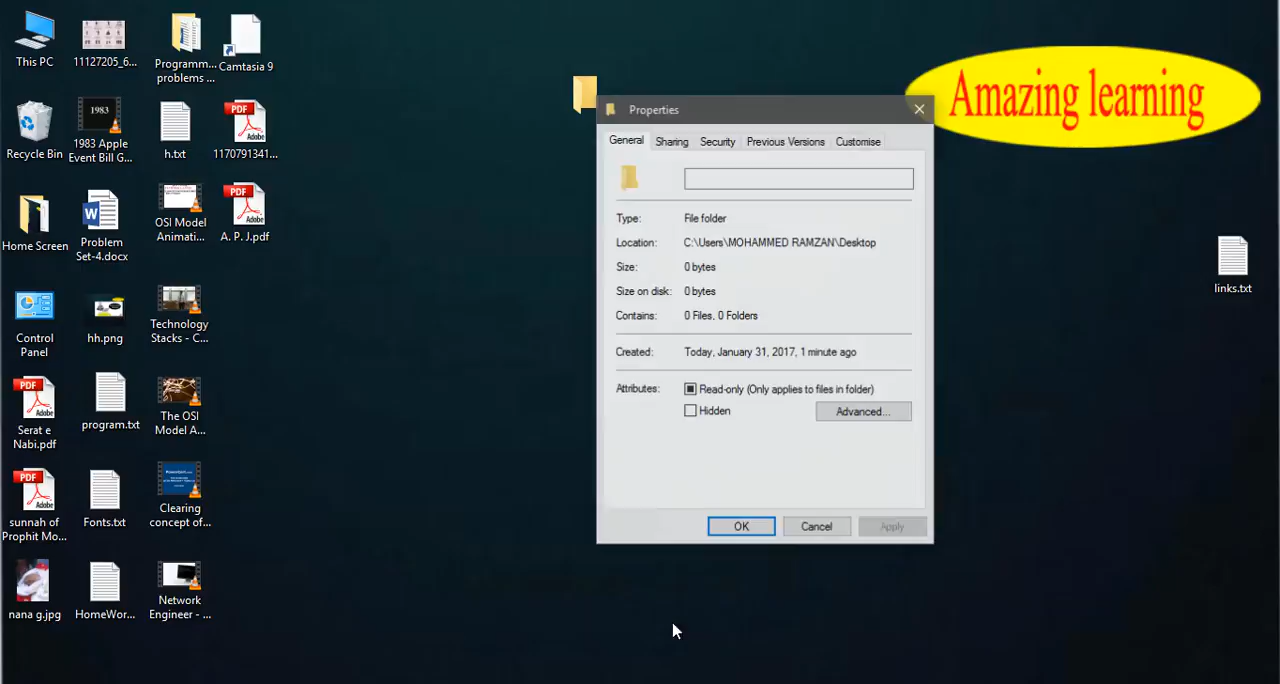 This PC
11127205_6...
Programm...
problems ...
Camtasia 9
Recycle Bin
1983
1983 Apple
Event Bill G...
h.txt
PDF
Adobe
1170791341...
Home Screen
W
Problem
Set-4.docx
OSI Model
Animati...
PDF
Adobe
A. P. J.pdf
Control
Panel
hh.png
Technology
Stacks - C...
PDF
Adobe
Serat e
Nabi.pdf
program.txt
The OSI
Model A...
PDF
Adobe
sunnah of
Prophit Mo...
Fonts.txt
Clearing
concept of...
nana g.jpg
HomeWor...
Network
Engineer - ...
Amazing learning
links.txt
Properties
General Sharing Security Previous Versions Customise
Type: File folder
Location: C:\Users\MOHAMMED RAMZAN\Desktop
Size: 0 bytes
Size on disk: 0 bytes
Contains: 0 Files, 0 Folders
Created: Today, January 31, 2017, 1 minute ago
Attributes: Read-only (Only applies to files in folder)
Hidden Advanced...
OK Cancel Apply